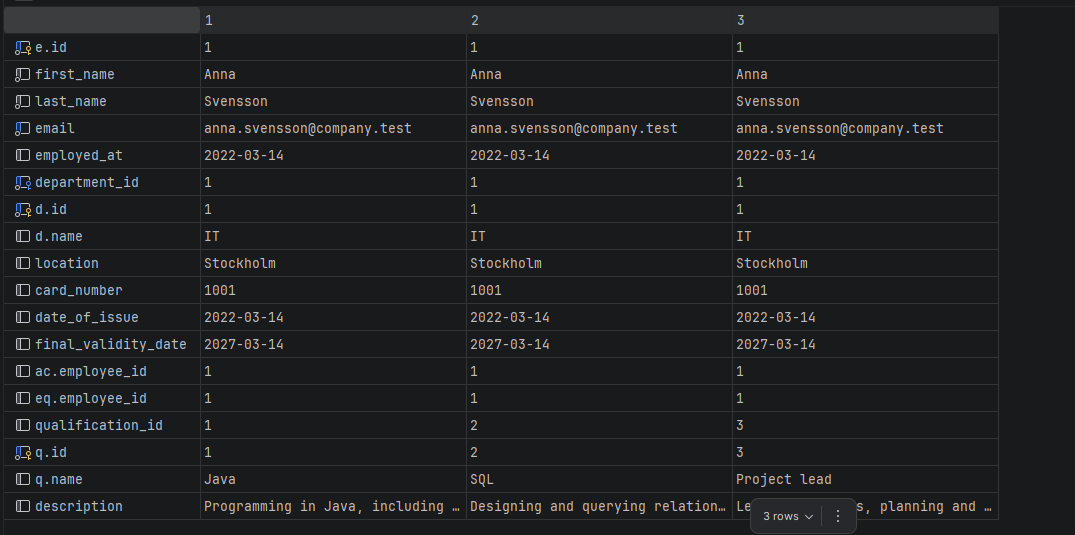 1 2 3
e.id 1 1 1
first_name Anna Anna Anna
last_name Svensson Svensson Svensson
email anna.svensson@company.test anna.svensson@company.test anna.svensson@company.test
employed_at 2022-03-14 2022-03-14 2022-03-14
department_id 1 1 1
d.id 1 1 1
d.name IT IT IT
location Stockholm Stockholm Stockholm
card_number 1001 1001 1001
date_of_issue 2022-03-14 2022-03-14 2022-03-14
final_validity_date 2027-03-14 2027-03-14 2027-03-14
ac.employee_id 1 1 1
eq.employee_id 1 1 1
qualification_id 1 2 3
q.id 1 2 3
q.name Java SQL Project lead
description Programming in Java, including … Designing and querying relation… planning and …
3 rows